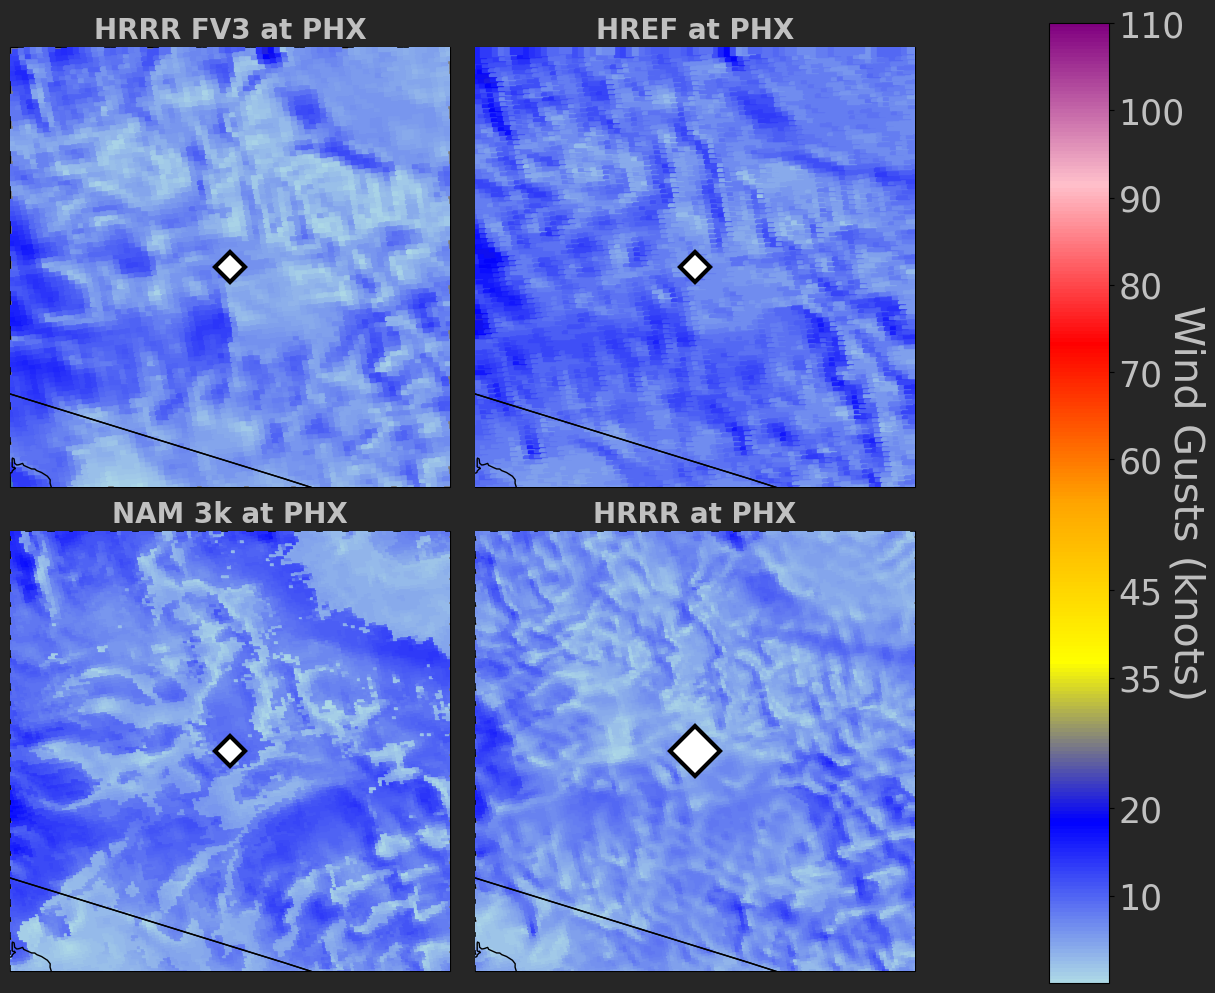 HRRR FV3 at PHX
HREF at PHX
NAM 3k at PHX
HRRR at PHX
110
100
90
80
70
60
45
35
20
10
Wind Gusts (knots)